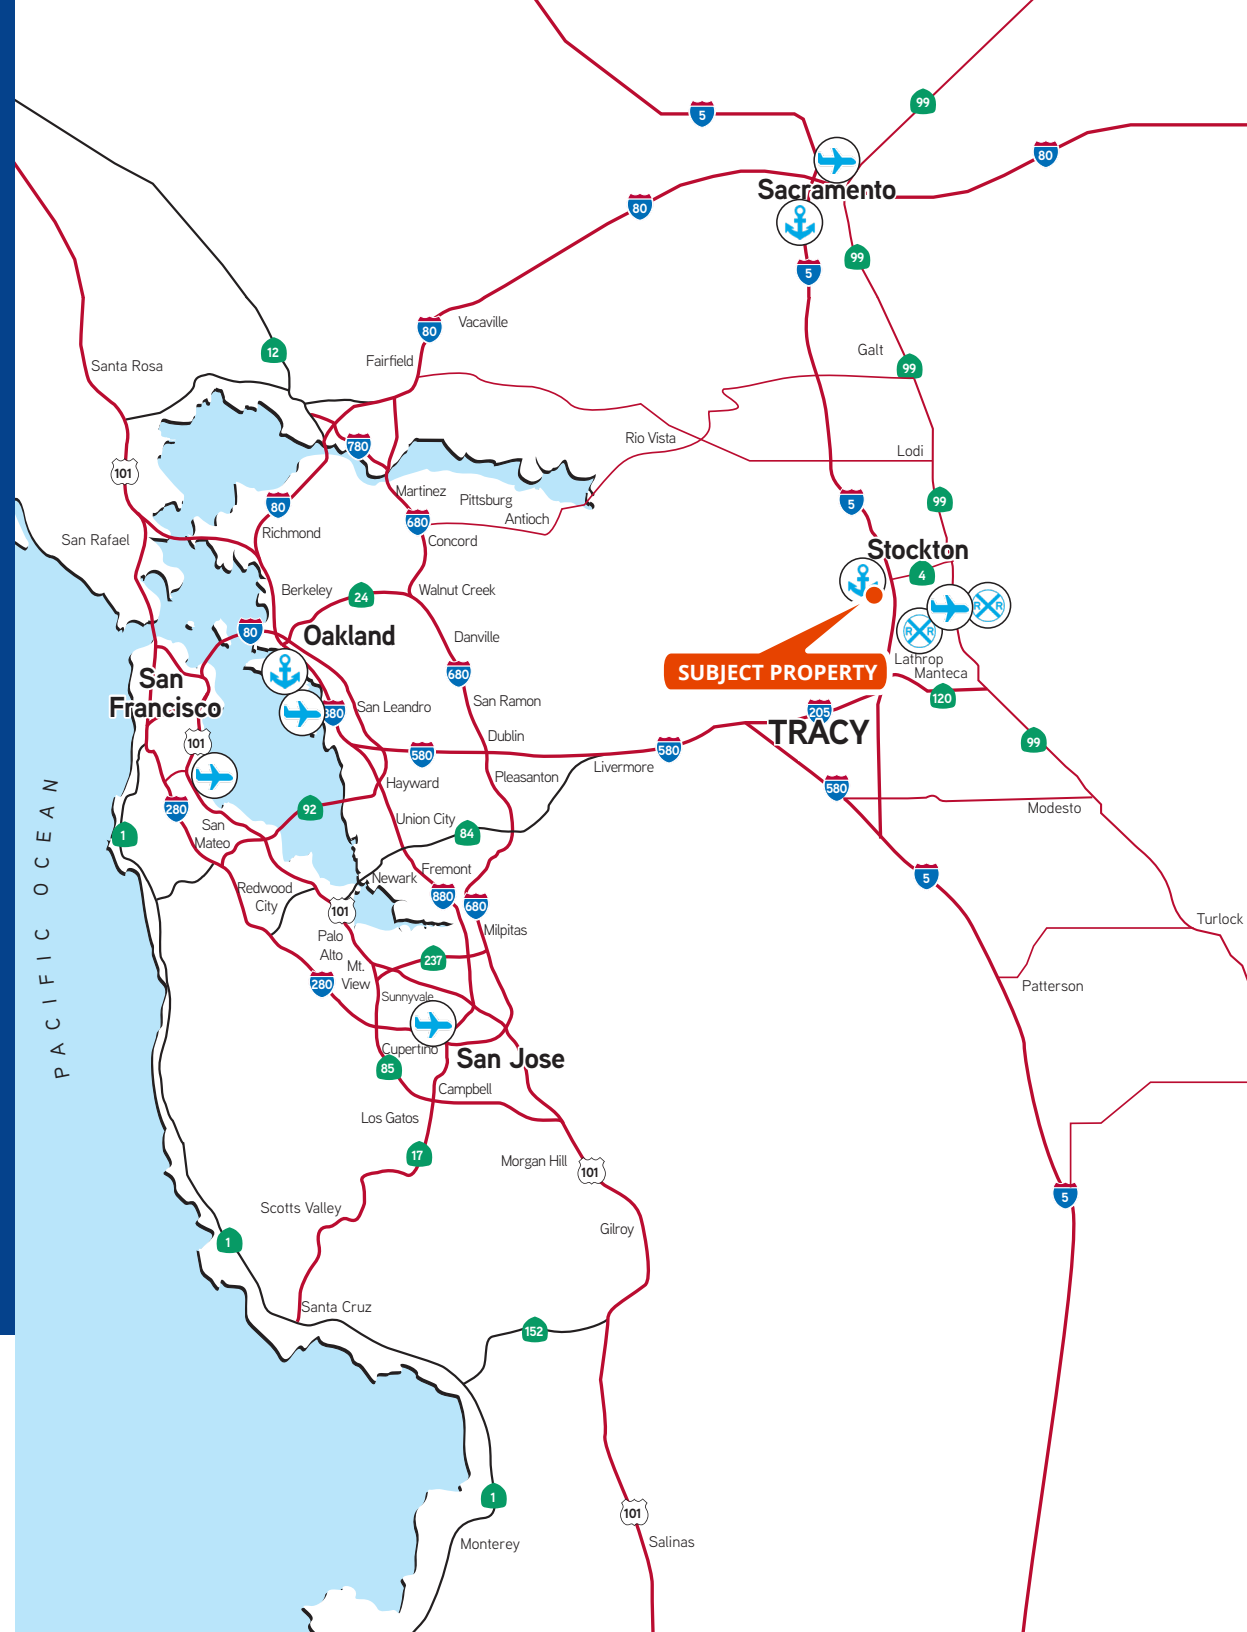 99
5
80
Sacramento
80
99
5
Vacaville
80
Galt
12
Fairfield
Santa Rosa
99
Rio Vista
780
Lodi
101
Martinez
Pittsburg
99
5
80
Antioch
680
Richmond
San Rafael
Concord
Stockton
4
Berkeley
24
Walnut Creek
R R
80
Oakland
Danville
R R
Lathrop
SUBJECT PROPERTY
Manteca
680
San
Francisco
San Ramon
120
880
San Leandro
205
TRACY
Dublin
101
99
580
580
Livermore
Pleasanton
Hayward
580
280
92
Modesto
Union City
San
Mateo
84
1
Fremont
5
Newark
Redwood
City
880
680
101
Turlock
Milpitas
Palo
Alto
237
Mt.
View
280
Patterson
Sunnyvale
PACIFIC OCEAN
Cupertino
San Jose
85
Campbell
Los Gatos
17
Morgan Hill
101
5
Scotts Valley
Gilroy
1
Santa Cruz
152
1
101
Monterey
Salinas